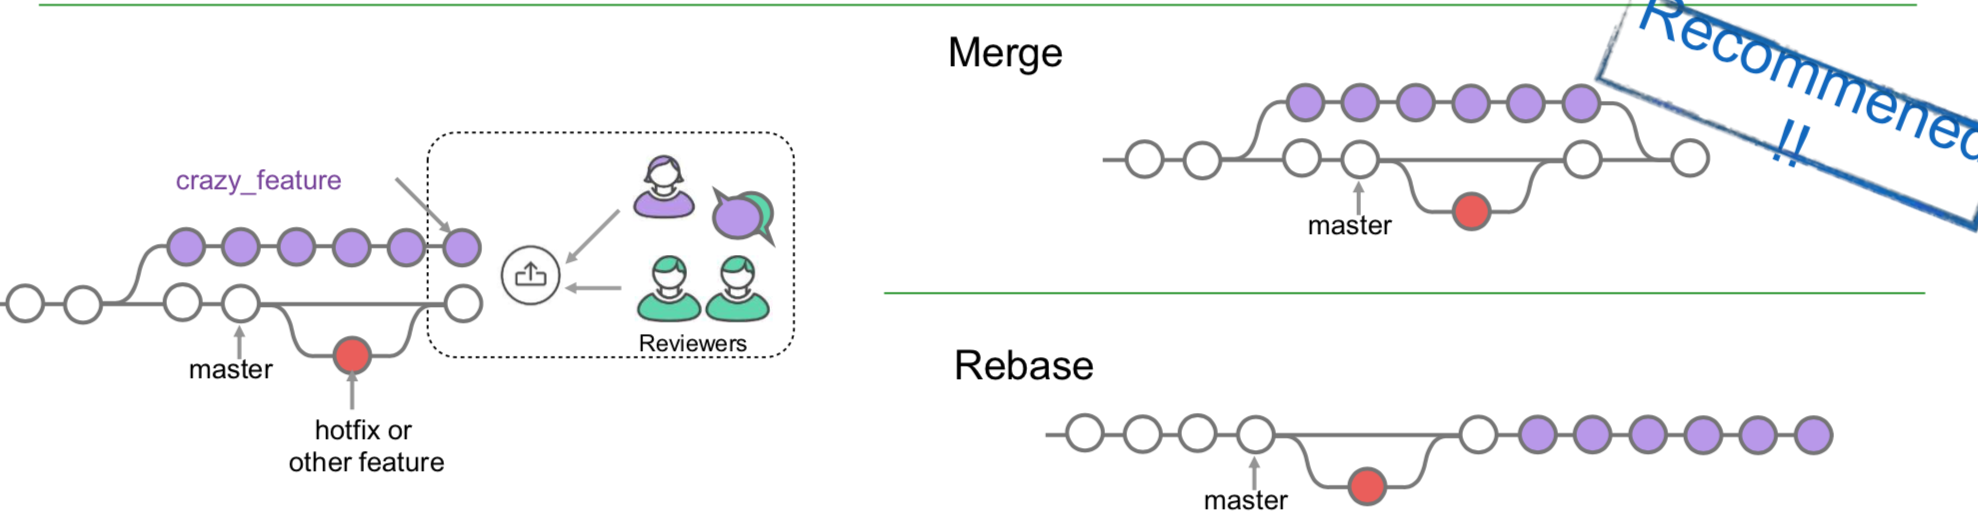 crazy_feature
master
hotfix or
other feature
Reviewers
Merge
master
Recommened
!!
Rebase
master